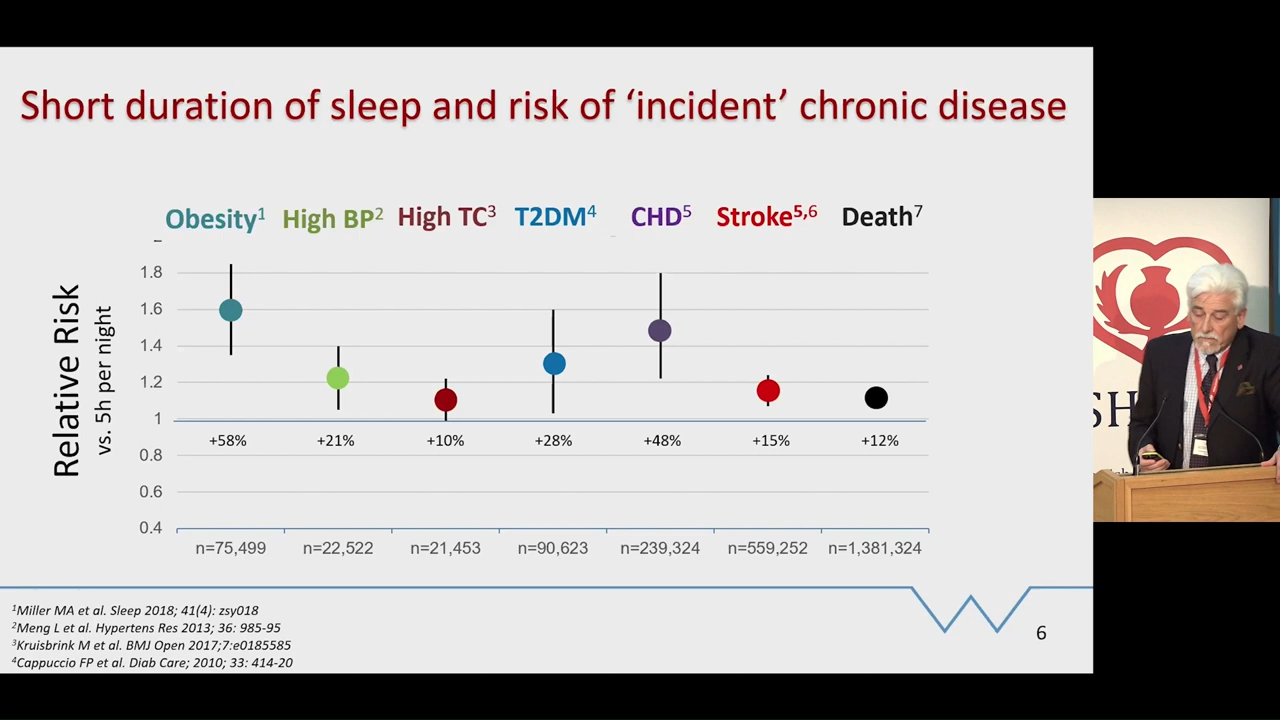 Short duration of sleep and risk of ‘incident’ chronic disease
Obesity1 High BP2 High TC3 T2DM4 CHD5 Stroke5,6 Death7
Relative Risk
vs. 5h per night
1.8
1.6
1.4
1.2
1
+58% +21% +10% +28% +48% +15% +12%
0.8
0.6
0.4
n=75,499 n=22,522 n=21,453 n=90,623 n=239,324 n=559,252 n=1,381,324
1Miller MA et al. Sleep 2018; 41(4): zsy018
2Meng L et al. Hypertens Res 2013; 36: 985-95
3Kruisbrink M et al. BMJ Open 2017;7:e0185585
4Cappuccio FP et al. Diab Care; 2010; 33: 414-20
6
SH